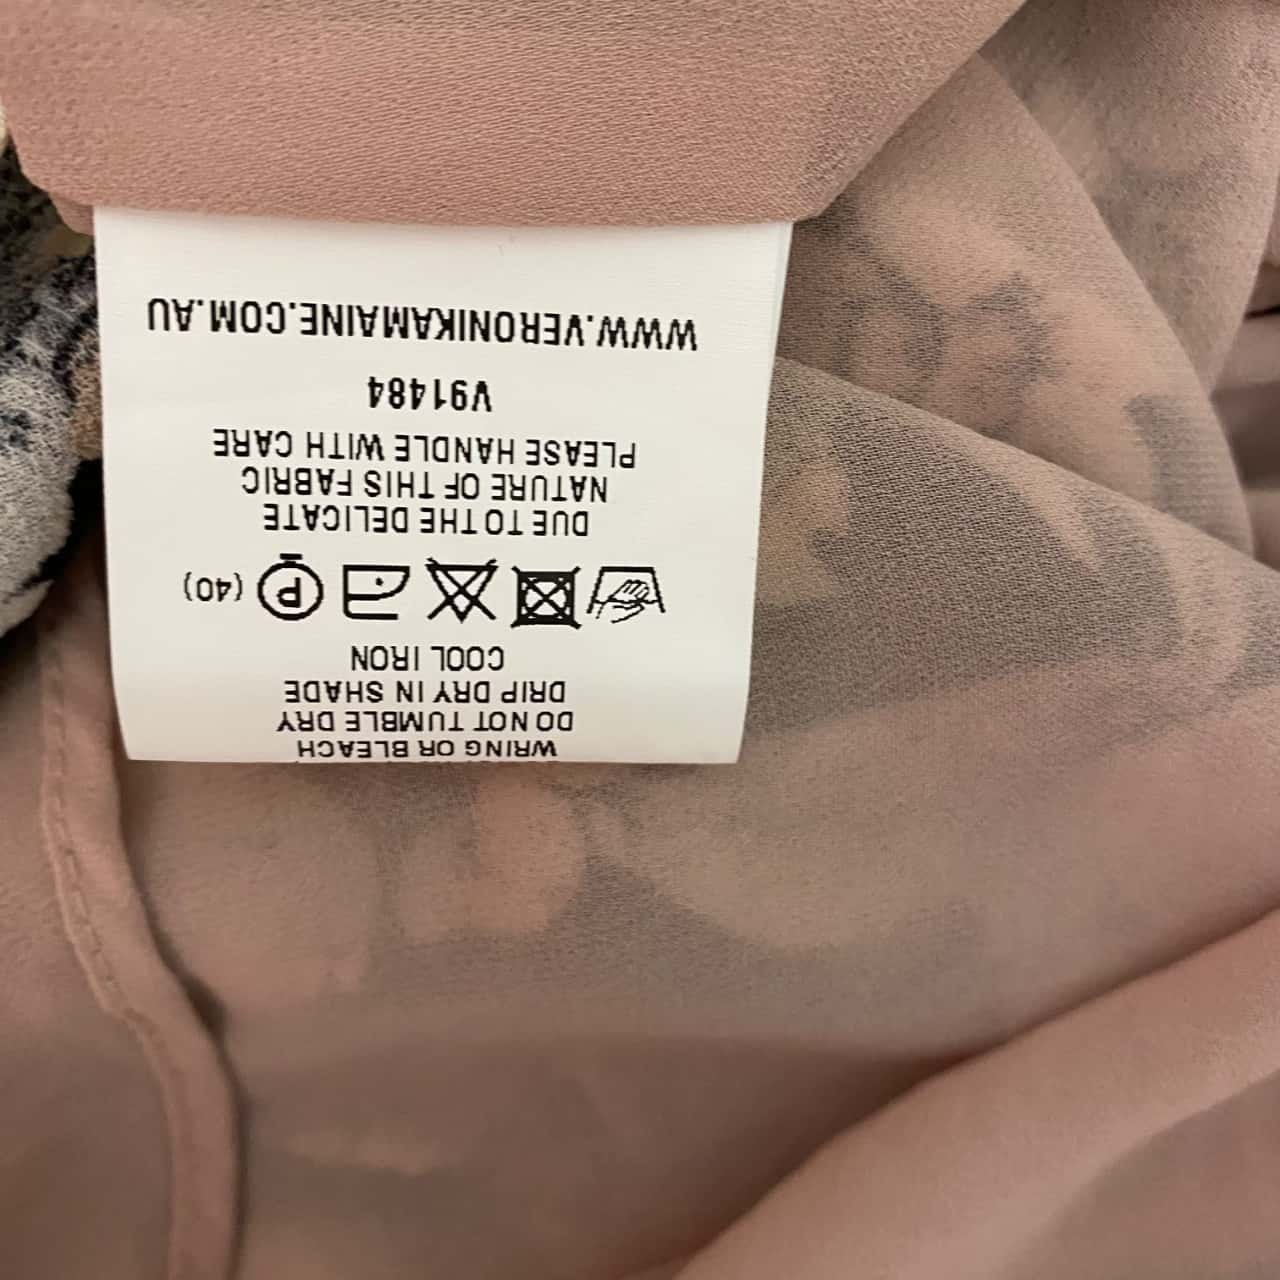 WRING OR BLEACH
DO NOT TUMBLE DRY
DRIP DRY IN SHADE
COOL IRON
P (40)
DUE TO THE DELICATE
NATURE OF THIS FABRIC
PLEASE HANDLE WITH CARE
V91484
WWW.VERONIKAMAINE.COM.AU